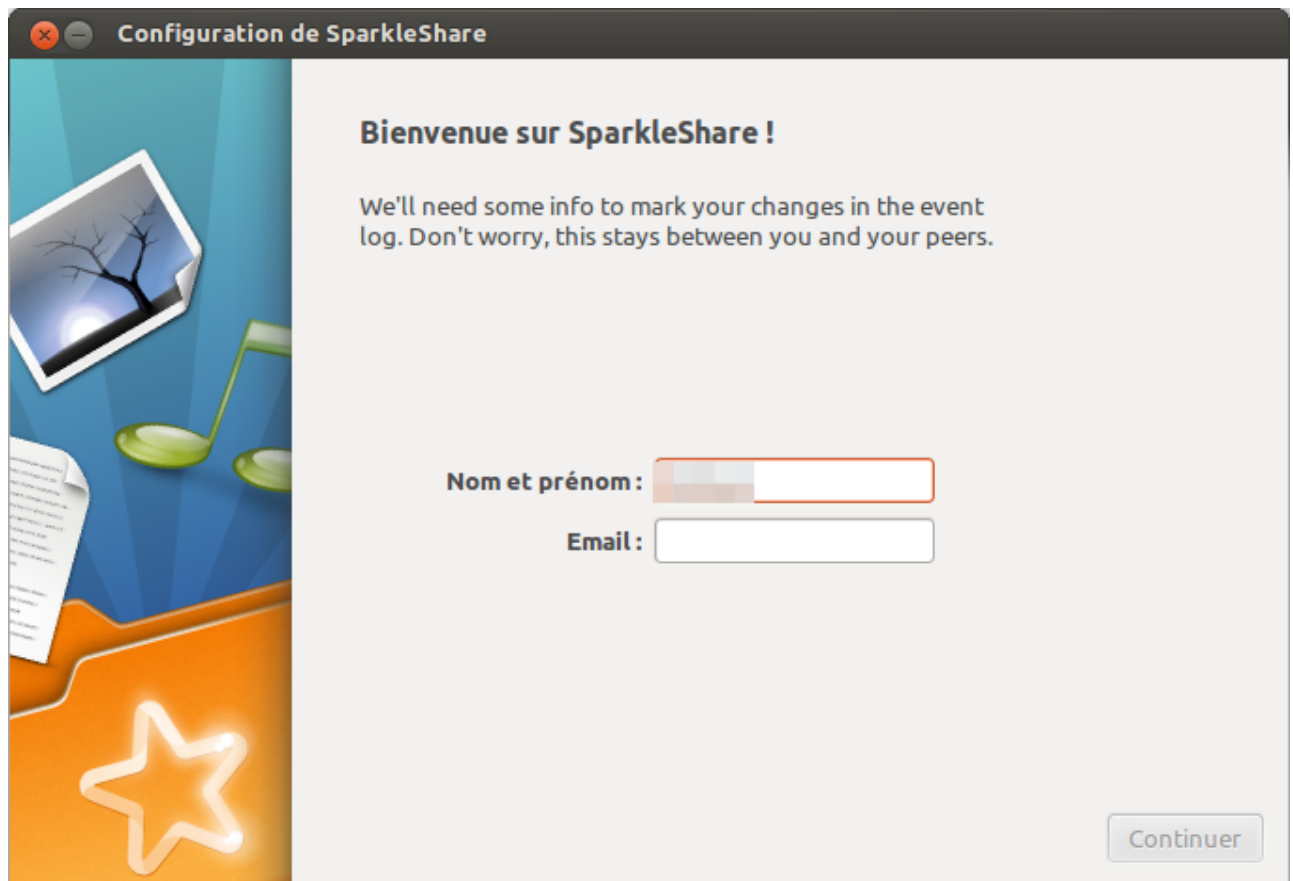 Configuration de SparkleShare
Bienvenue sur SparkleShare !
We'll need some info to mark your changes in the event
log. Don't worry, this stays between you and your peers.
Nom et prénom :
Email :
Continuer